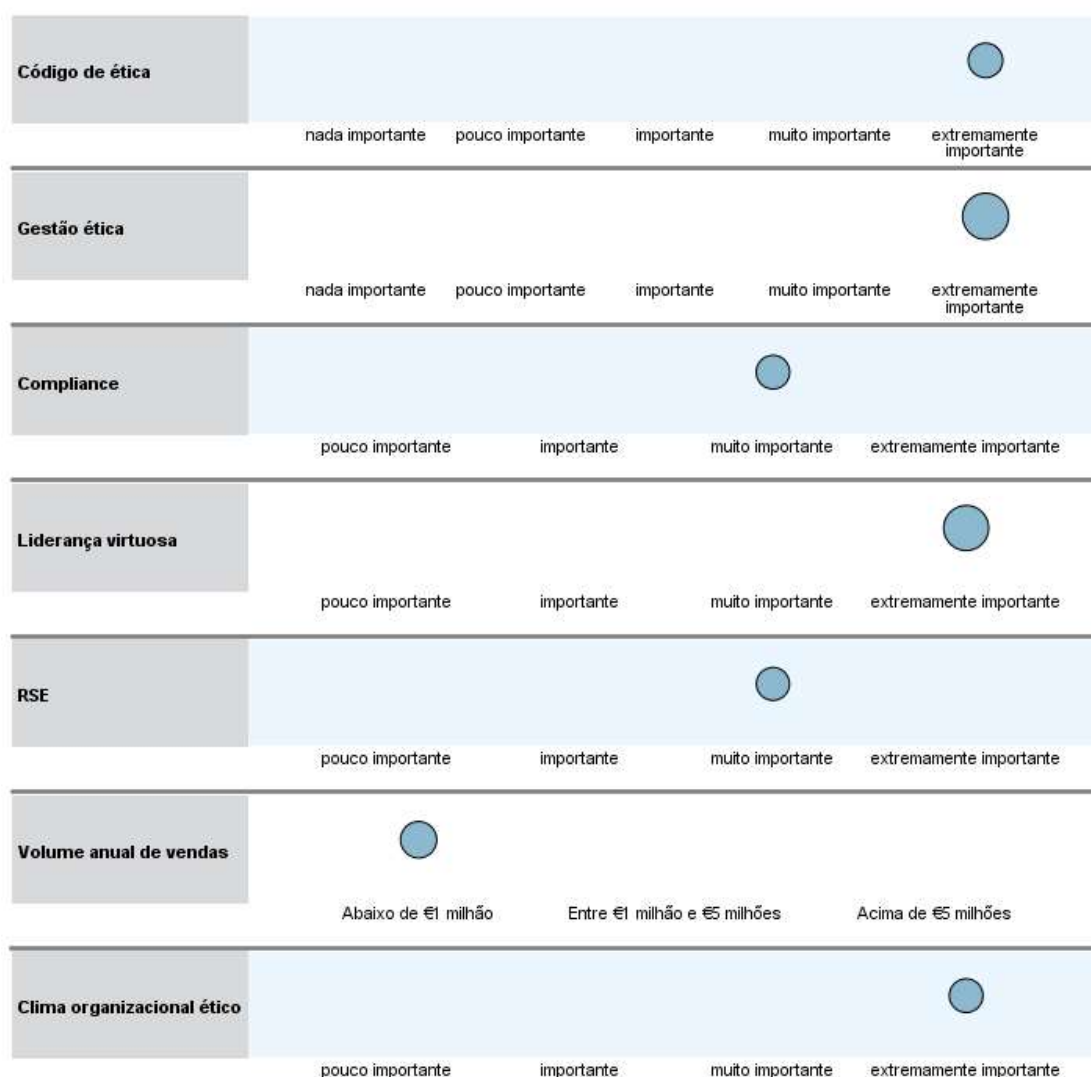 Código de ética
nada importante pouco importante importante muito importante extremamente
importante
Gestão ética
nada importante pouco importante importante muito importante extremamente
importante
Compliance
pouco importante importante muito importante extremamente importante
Liderança virtuosa
pouco importante importante muito importante extremamente importante
RSE
pouco importante importante muito importante extremamente importante
Volume anual de vendas
Abaixo de €1 milhão Entre €1 milhão e €5 milhões Acima de €5 milhões
Clima organizacional ético
pouco importante importante muito importante extremamente importante